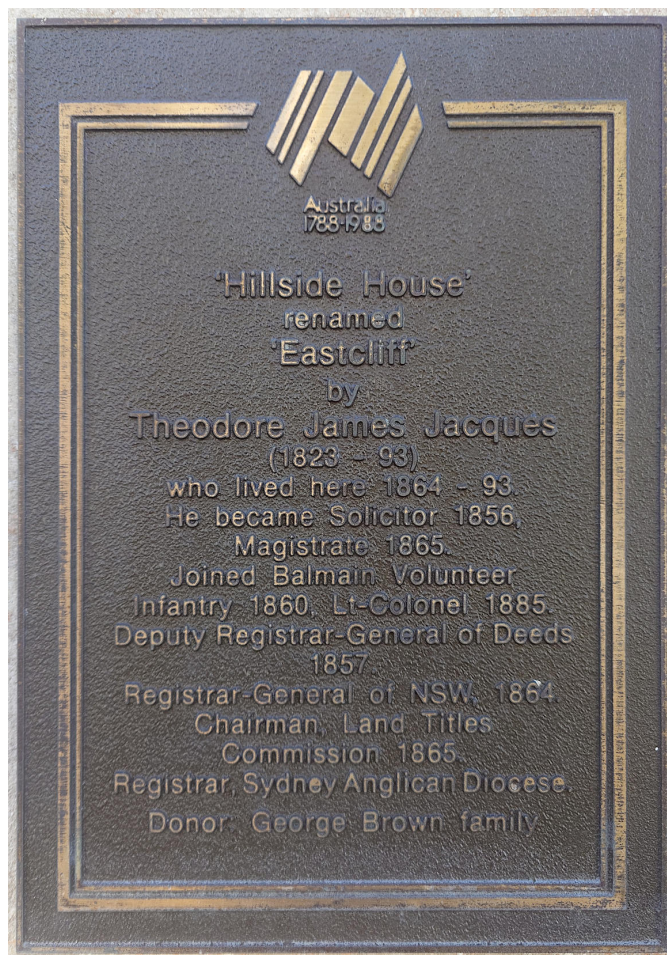 Australia
1788-1988
'Hillside House'
renamed
'Eastcliff'
by
Theodore James Jacques
(1823 - 93)
who lived here 1864 - 93.
He became Solicitor 1856,
Magistrate 1865.
Joined Balmain Volunteer
Infantry 1860, Lt-Colonel 1885.
Deputy Registrar-General of Deeds
1857.
Registrar-General of NSW, 1864.
Chairman, Land Titles
Commission 1865.
Registrar, Sydney Anglican Diocese.
Donor: George Brown family